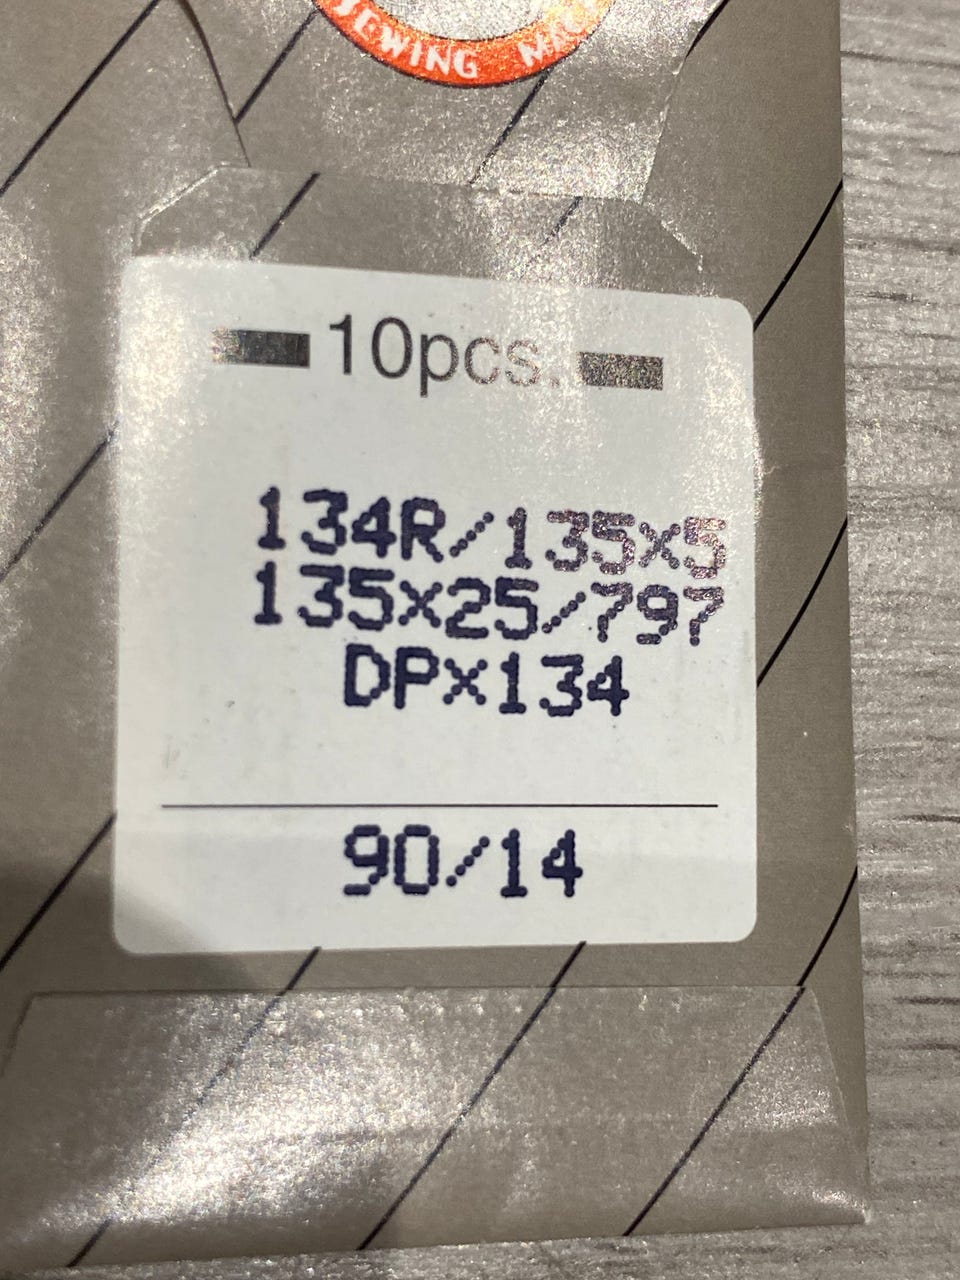 SEWING
10pcs.
134R/135x5
135x25/797
DPx134
90/14